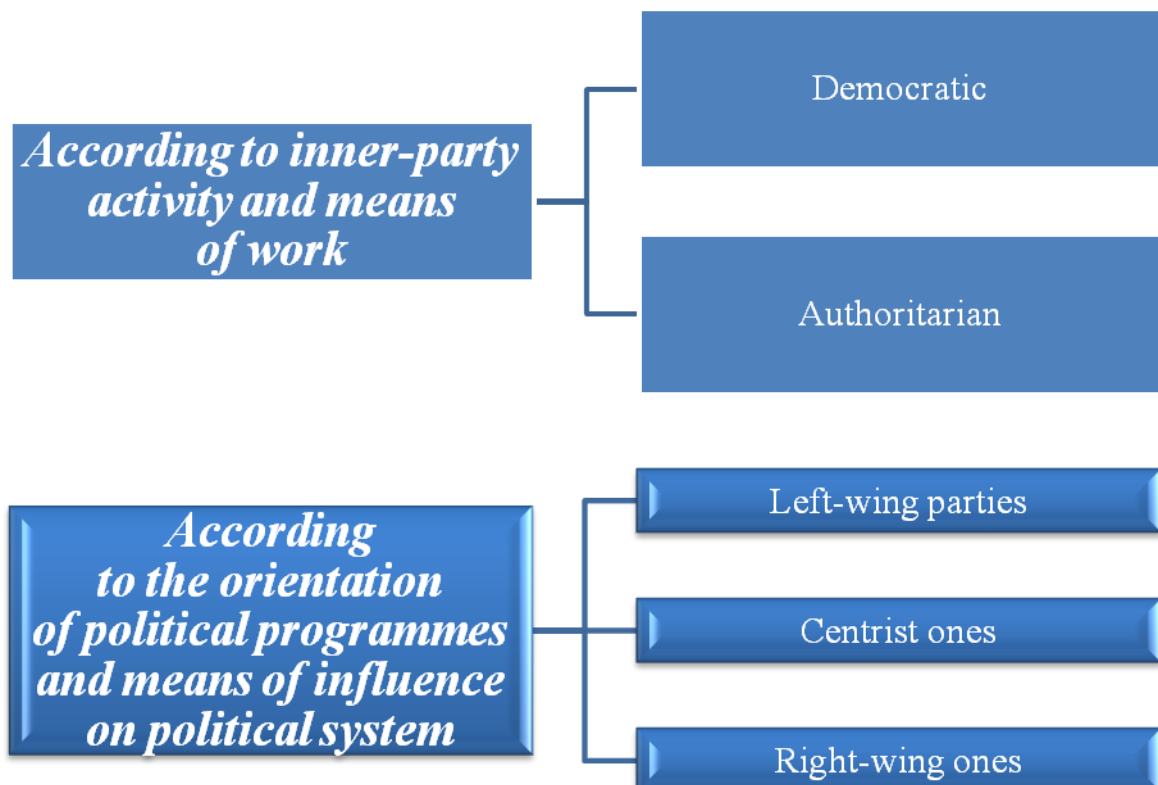 According to inner-party
activity and means
of work
Democratic
Authoritarian
According
to the orientation
of political programmes
and means of influence
on political system
Left-wing parties
Centrist ones
Right-wing ones